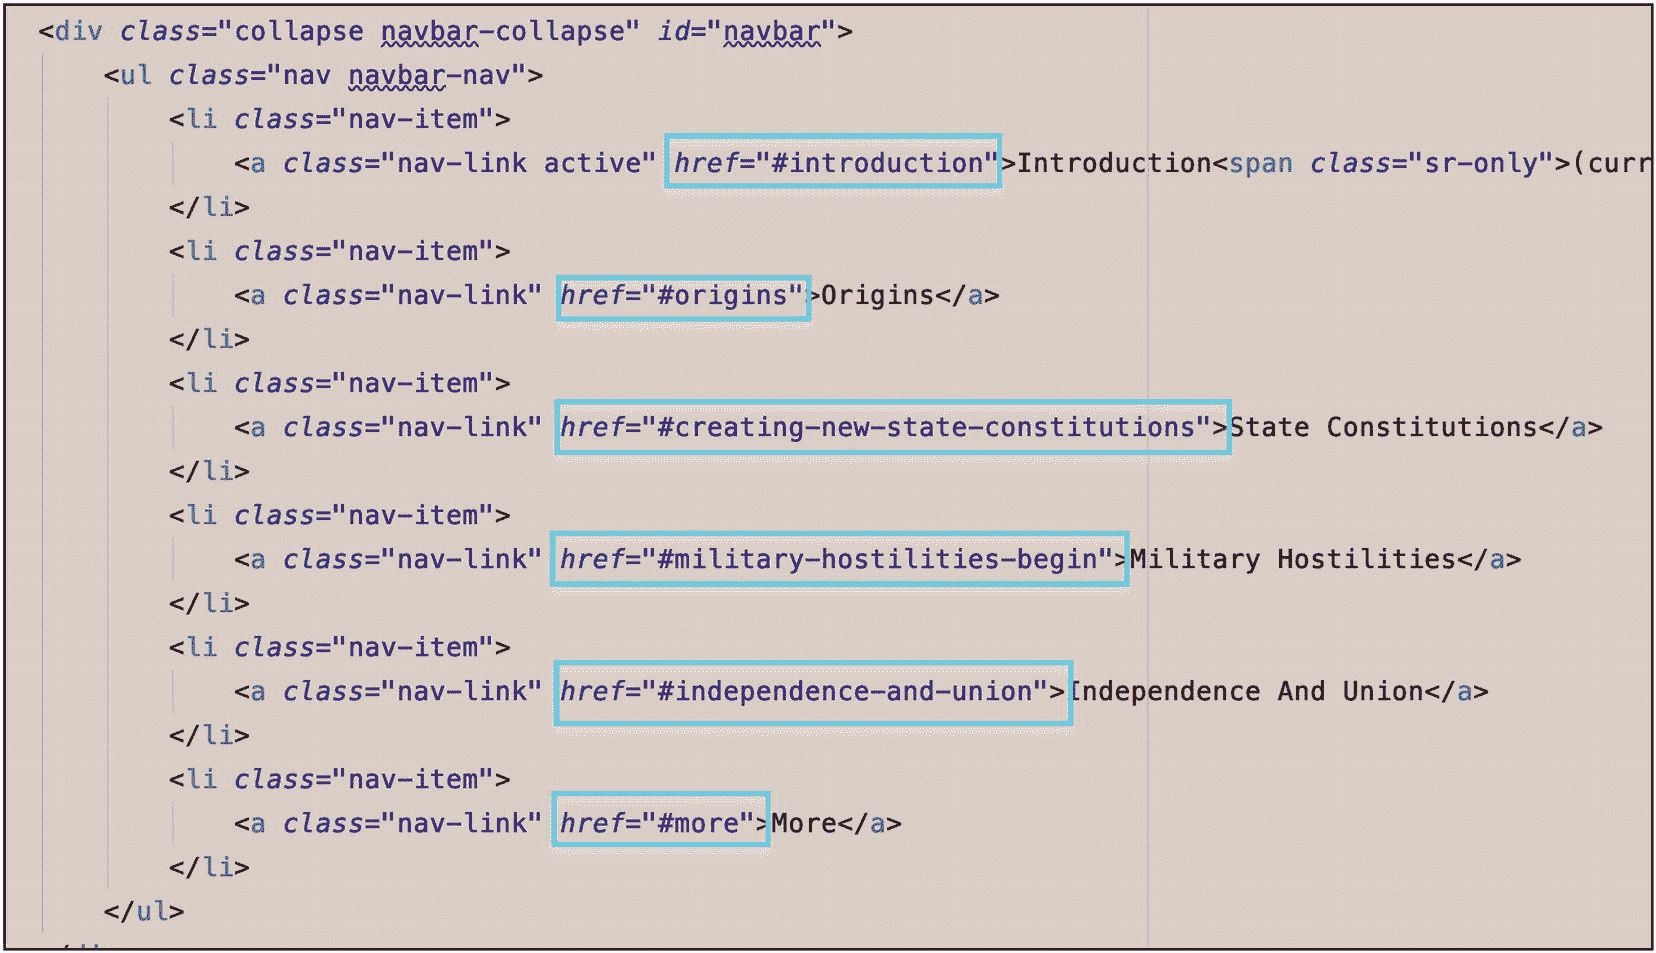 <div class="collapse navbar-collapse" id="navbar">
<ul class="nav navbar-nav">
<li class="nav-item">
<a class="nav-link active" href="#introduction">Introduction<span class="sr-only">(curr
</li>
<li class="nav-item">
<a class="nav-link" href="#origins">Origins</a>
</li>
<li class="nav-item">
<a class="nav-link" href="#creating-new-state-constitutions">State Constitutions</a>
</li>
<li class="nav-item">
<a class="nav-link" href="#military-hostilities-begin">Military Hostilities</a>
</li>
<li class="nav-item">
<a class="nav-link" href="#independence-and-union">Independence And Union</a>
</li>
<li class="nav-item">
<a class="nav-link" href="#more">More</a>
</li>
</ul>